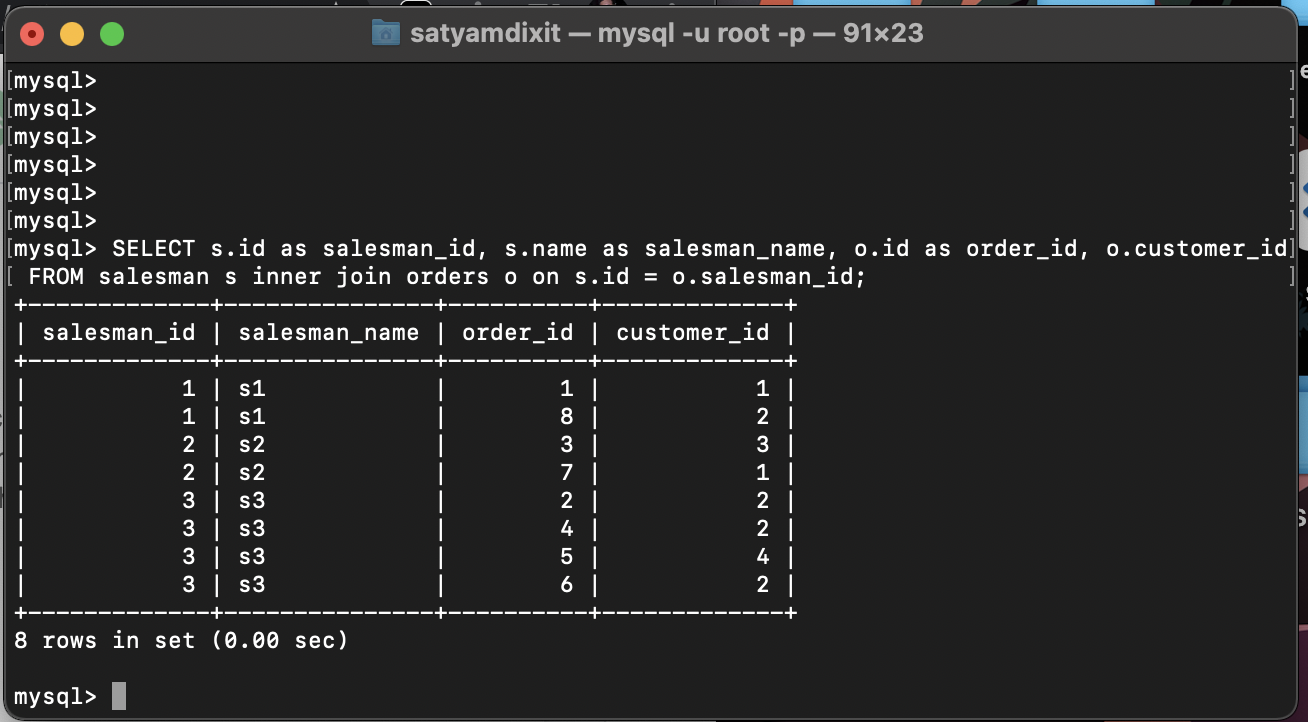 satyamdixit — mysql -u root -p — 91×23
[mysql> ]
[mysql> ]
[mysql> ]
[mysql> ]
[mysql> ]
[mysql> ]
[mysql> SELECT s.id as salesman_id, s.name as salesman_name, o.id as order_id, o.customer_id]
[ FROM salesman s inner join orders o on s.id = o.salesman_id; ]
+-------------+---------------+----------+-------------+
| salesman_id | salesman_name | order_id | customer_id |
+-------------+---------------+----------+-------------+
|           1 | s1            |        1 |           1 |
|           1 | s1            |        8 |           2 |
|           2 | s2            |        3 |           3 |
|           2 | s2            |        7 |           1 |
|           3 | s3            |        2 |           2 |
|           3 | s3            |        4 |           2 |
|           3 | s3            |        5 |           4 |
|           3 | s3            |        6 |           2 |
+-------------+---------------+----------+-------------+
8 rows in set (0.00 sec)
mysql>